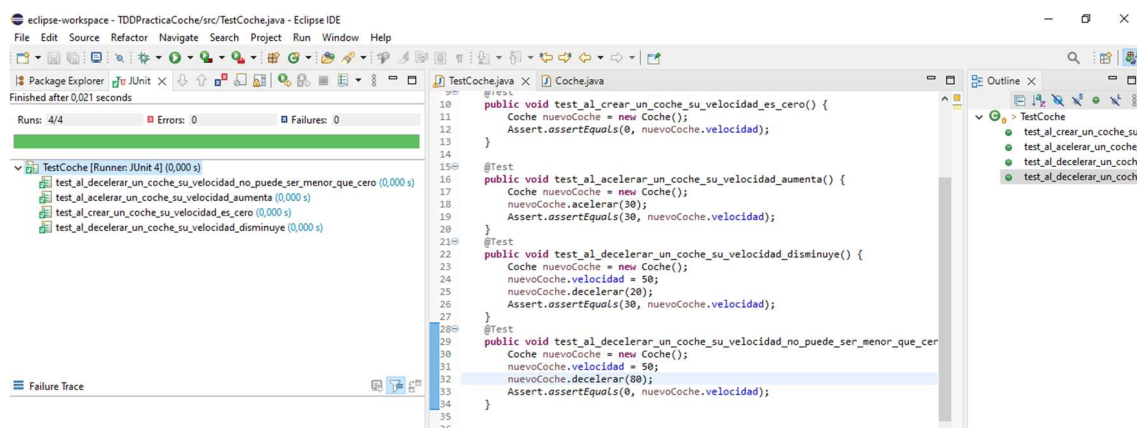 eclipse-workspace - TDDPracticaCoche/src/TestCoche.java - Eclipse IDE
File Edit Source Refactor Navigate Search Project Run Window Help
Package Explorer JUnit
Finished after 0,021 seconds
Runs: 4/4 Errors: 0 Failures: 0
TestCoche [Runner: JUnit 4] (0,000 s)
test_al_decelerar_un_coche_su_velocidad_no_puede_ser_menor_que_cero (0,000 s)
test_al_acelerar_un_coche_su_velocidad_aumenta (0,000 s)
test_al_crear_un_coche_su_velocidad_es_cero (0,000 s)
test_al_decelerar_un_coche_su_velocidad_disminuye (0,000 s)
Failure Trace
TestCoche.java Coche.java
9 @Test
10 public void test_al_crear_un_coche_su_velocidad_es_cero() {
11 Coche nuevoCoche = new Coche();
12 Assert.assertEquals(0, nuevoCoche.velocidad);
13 }
14
15 @Test
16 public void test_al_acelerar_un_coche_su_velocidad_aumenta() {
17 Coche nuevoCoche = new Coche();
18 nuevoCoche.acelerar(30);
19 Assert.assertEquals(30, nuevoCoche.velocidad);
20 }
21 @Test
22 public void test_al_decelerar_un_coche_su_velocidad_disminuye() {
23 Coche nuevoCoche = new Coche();
24 nuevoCoche.velocidad = 50;
25 nuevoCoche.decelerar(20);
26 Assert.assertEquals(30, nuevoCoche.velocidad);
27 }
28 @Test
29 public void test_al_decelerar_un_coche_su_velocidad_no_puede_ser_menor_que_cer
30 Coche nuevoCoche = new Coche();
31 nuevoCoche.velocidad = 50;
32 nuevoCoche.decelerar(80);
33 Assert.assertEquals(0, nuevoCoche.velocidad);
34 }
35
Outline
TestCoche
test_al_crear_un_coche_su
test_al_acelerar_un_coche
test_al_decelerar_un_coch
test_al_decelerar_un_coch